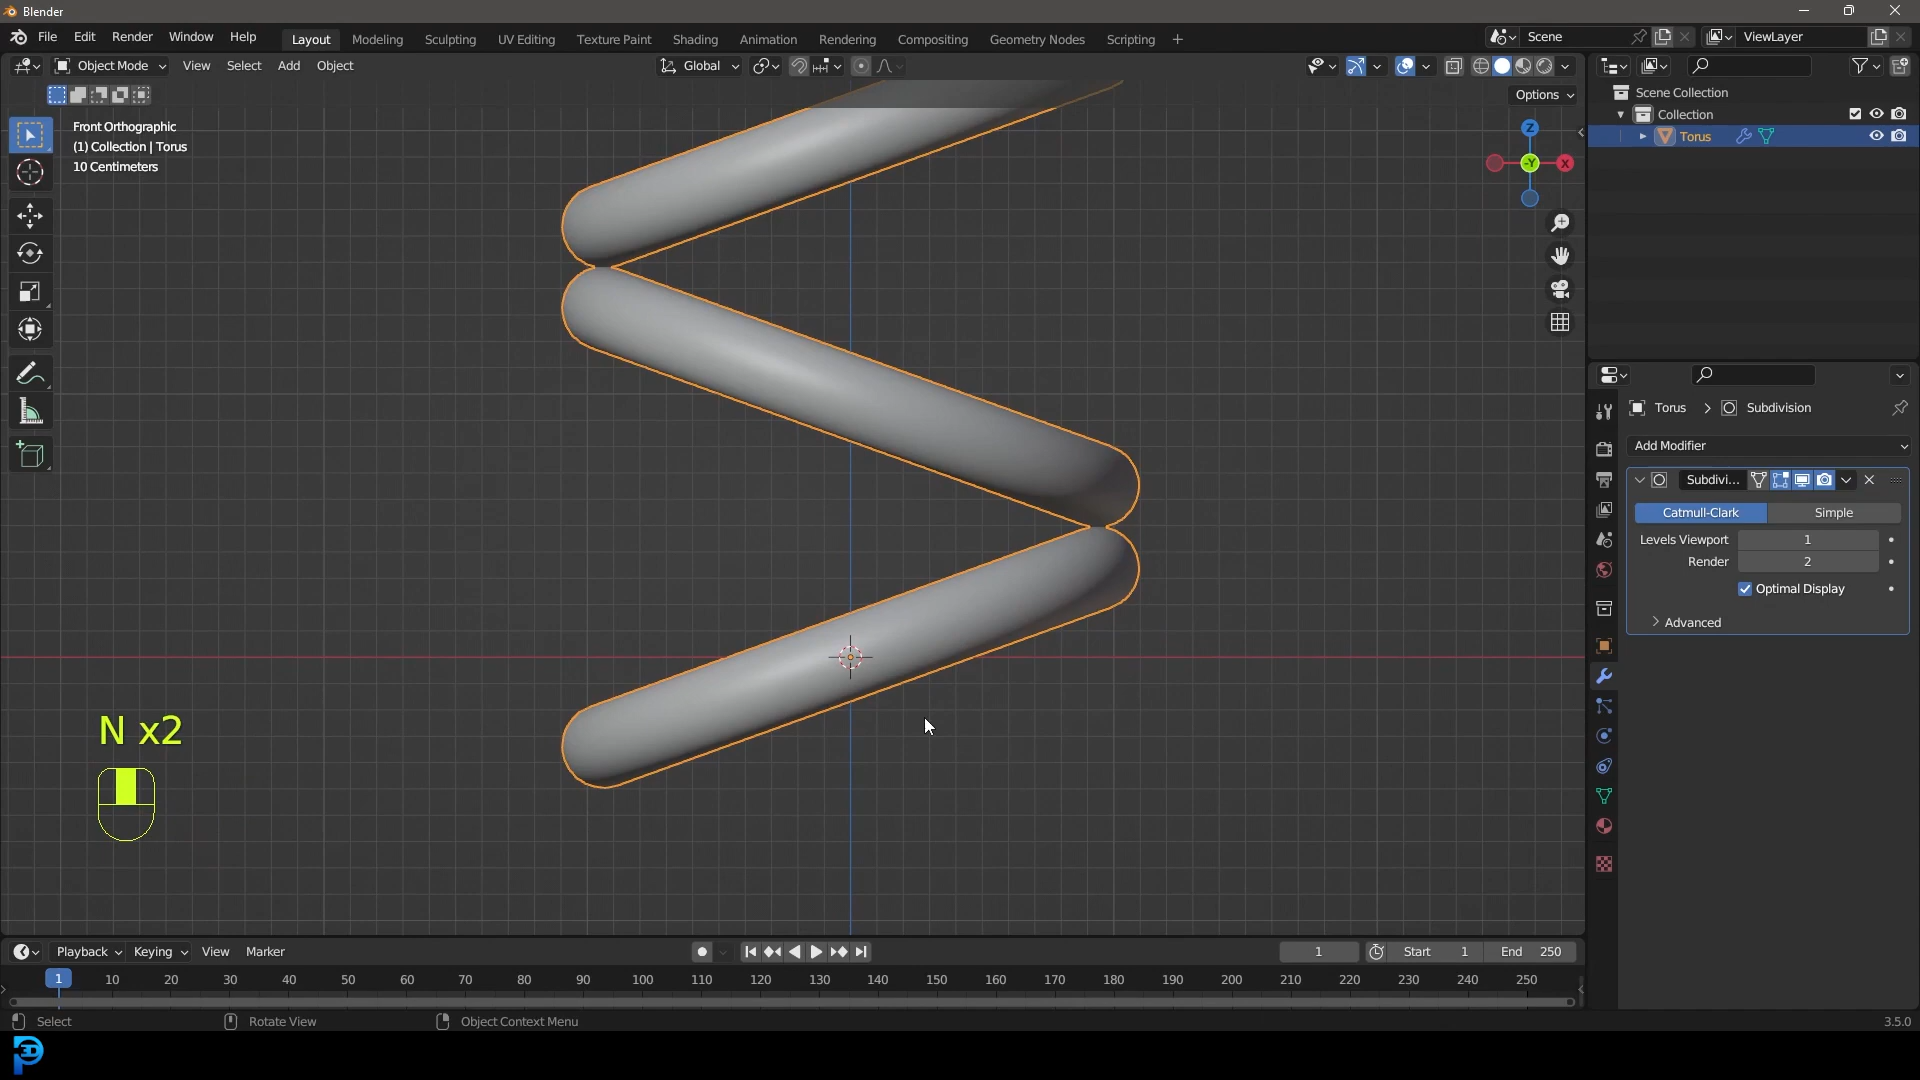 Blender
File Edit Render Window Help Layout Modeling Sculpting UV Editing Texture Paint Shading Animation Rendering Compositing Geometry Nodes Scripting + Scene ViewLayer
Object Mode View Select Add Object Global
Options
Front Orthographic
(1) Collection | Torus
10 Centimeters
Z
-Y
X
N x2
Scene Collection
Collection
Torus
Torus > Subdivision
Add Modifier
Subdivi...
Catmull-Clark Simple
Levels Viewport 1
Render 2
Optimal Display
Advanced
Playback Keying View Marker 1 Start 1 End 250
1 10 20 30 40 50 60 70 80 90 100 110 120 130 140 150 160 170 180 190 200 210 220 230 240 250
Select Rotate View Object Context Menu 3.5.0